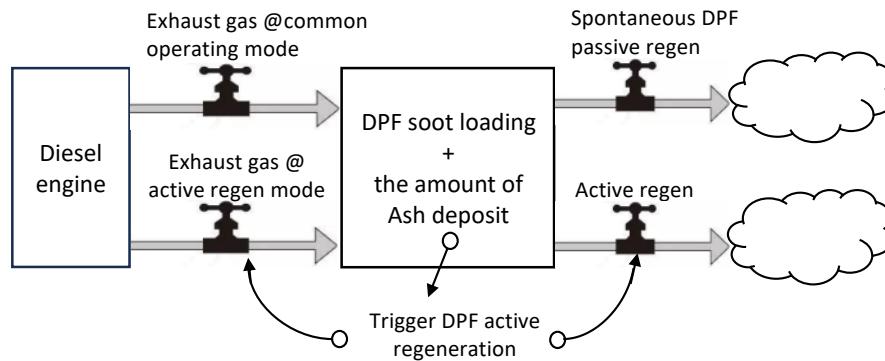 Exhaust gas @common
operating mode
Spontaneous DPF
passive regen
Diesel
engine
DPF soot loading
+
the amount of
Ash deposit
Exhaust gas @
active regen mode
Active regen
Trigger DPF active
regeneration